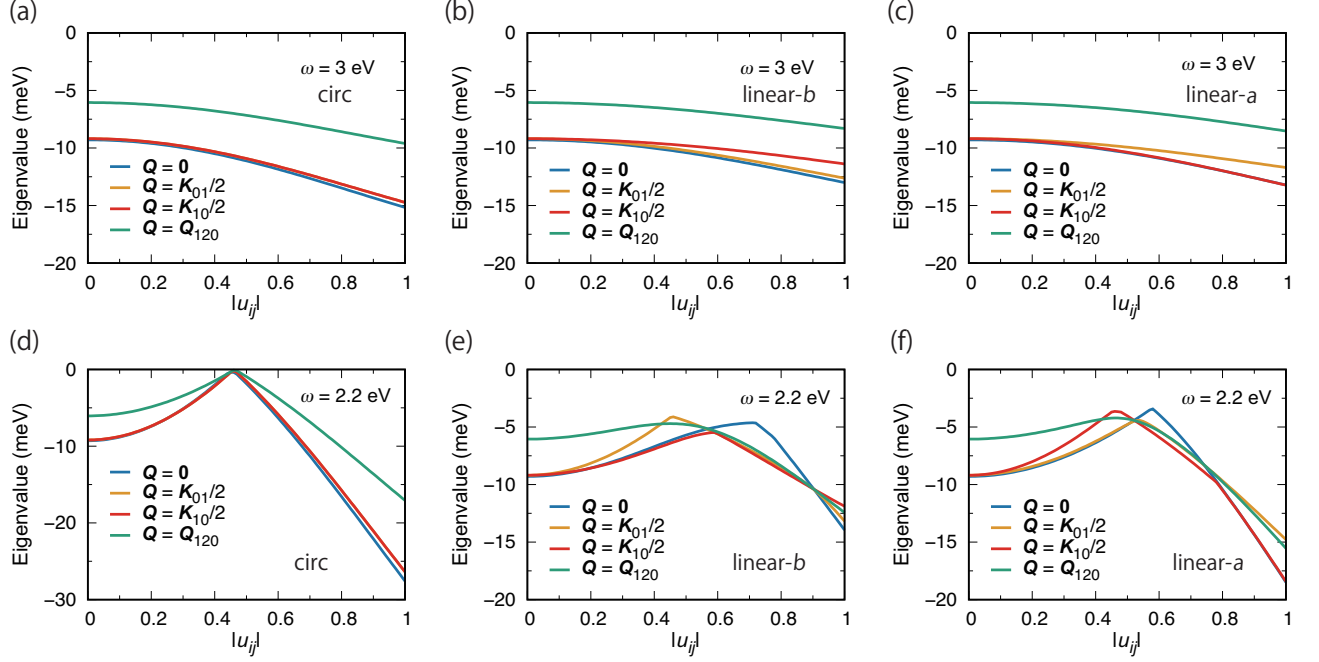 (a)
Eigenvalue (meV)
0
−5
−10
−15
−20
ω = 3 eV
circ
Q = 0
Q = K01/2
Q = K10/2
Q = Q120
0 0.2 0.4 0.6 0.8 1
|uij|
(b)
Eigenvalue (meV)
0
−5
−10
−15
−20
ω = 3 eV
linear-b
Q = 0
Q = K01/2
Q = K10/2
Q = Q120
0 0.2 0.4 0.6 0.8 1
|uij|
(c)
Eigenvalue (meV)
0
−5
−10
−15
−20
ω = 3 eV
linear-a
Q = 0
Q = K01/2
Q = K10/2
Q = Q120
0 0.2 0.4 0.6 0.8 1
|uij|
(d)
Eigenvalue (meV)
0
−10
−20
−30
ω = 2.2 eV
Q = 0
Q = K01/2
Q = K10/2
Q = Q120
circ
0 0.2 0.4 0.6 0.8 1
|uij|
(e)
Eigenvalue (meV)
0
−5
−10
−15
−20
ω = 2.2 eV
Q = 0
Q = K01/2
Q = K10/2
Q = Q120
linear-b
0 0.2 0.4 0.6 0.8 1
|uij|
(f)
Eigenvalue (meV)
0
−5
−10
−15
−20
ω = 2.2 eV
Q = 0
Q = K01/2
Q = K10/2
Q = Q120
linear-a
0 0.2 0.4 0.6 0.8 1
|uij|